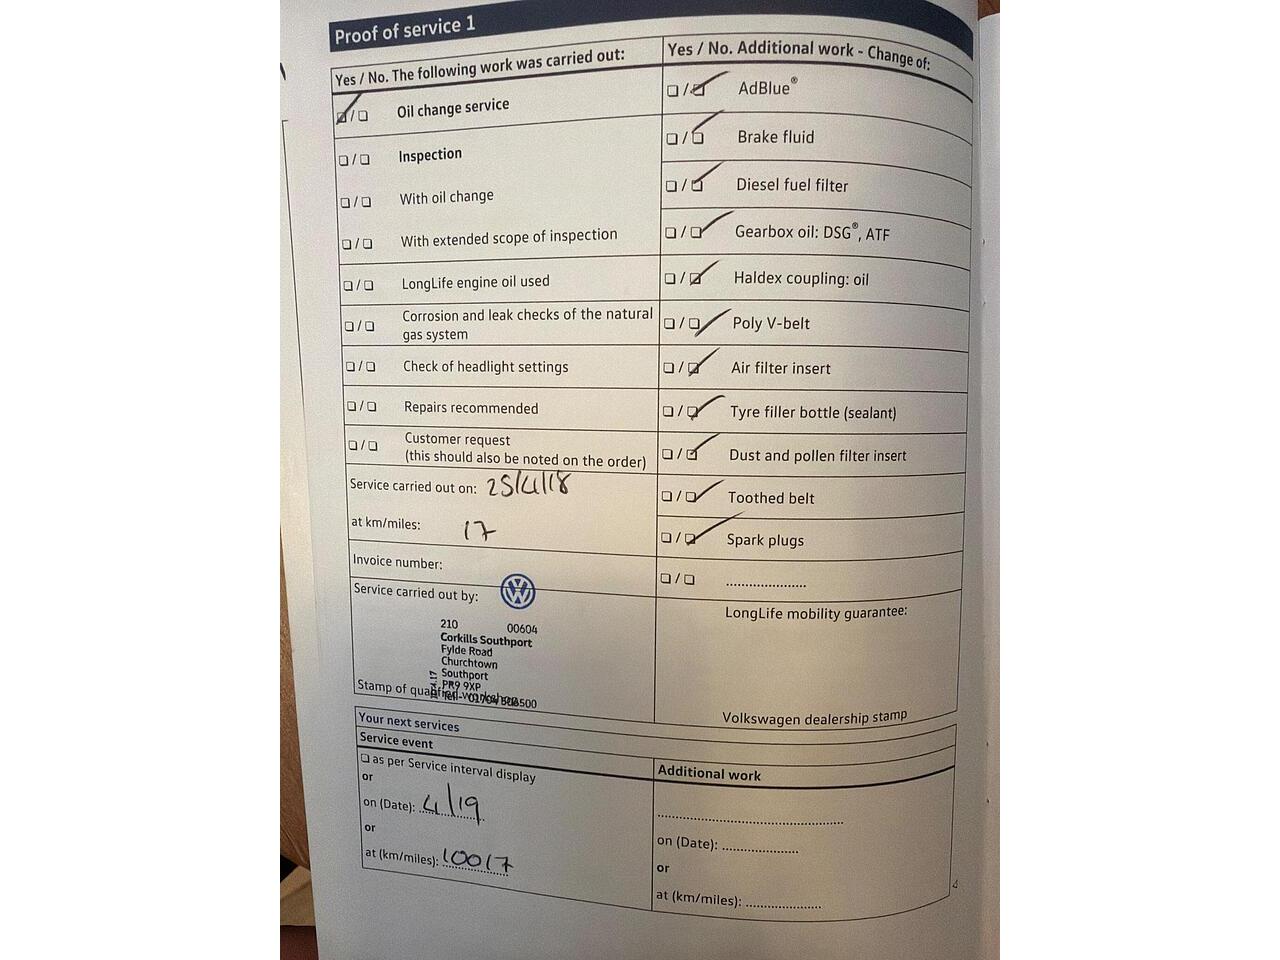 Proof of service 1
Yes / No. The following work was carried out:
☑ / ☐ Oil change service
☐ / ☐ Inspection
☐ / ☐ With oil change
☐ / ☐ With extended scope of inspection
☐ / ☐ LongLife engine oil used
☐ / ☐ Corrosion and leak checks of the natural
gas system
☐ / ☐ Check of headlight settings
☐ / ☐ Repairs recommended
☐ / ☐ Customer request
(this should also be noted on the order)
Service carried out on: 25/4/18
at km/miles: 17
Invoice number:
Service carried out by:
210 00604
Corkills Southport
Fylde Road
Churchtown
Southport
PR9 9XP
Stamp of qualified workshop
Yes / No. Additional work - Change of:
☐ / ☑ AdBlue®
☐ / ☑ Brake fluid
☐ / ☑ Diesel fuel filter
☐ / ☑ Gearbox oil: DSG®, ATF
☐ / ☑ Haldex coupling: oil
☐ / ☑ Poly V-belt
☐ / ☑ Air filter insert
☐ / ☑ Tyre filler bottle (sealant)
☐ / ☑ Dust and pollen filter insert
☐ / ☑ Toothed belt
☐ / ☑ Spark plugs
☐ / ☐ ......................
LongLife mobility guarantee:
Volkswagen dealership stamp
Your next services
Service event
☐ as per Service interval display
or
on (Date): 4/19
or
at (km/miles): 10017
Additional work
on (Date): .....................
or
at (km/miles): .....................